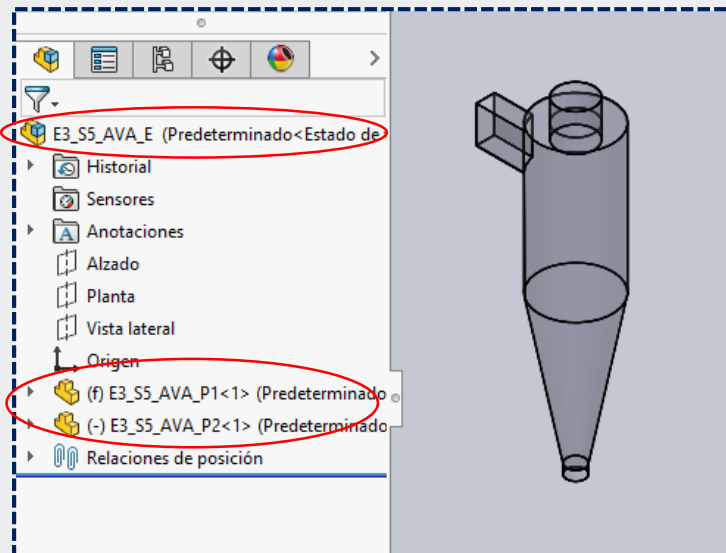 E3_S5_AVA_E (Predeterminado<Estado de
Historial
Sensores
A Anotaciones
Alzado
Planta
Vista lateral
Origen
(f) E3_S5_AVA_P1<1> (Predeterminado
(-) E3_S5_AVA_P2<1> (Predeterminado
Relaciones de posición